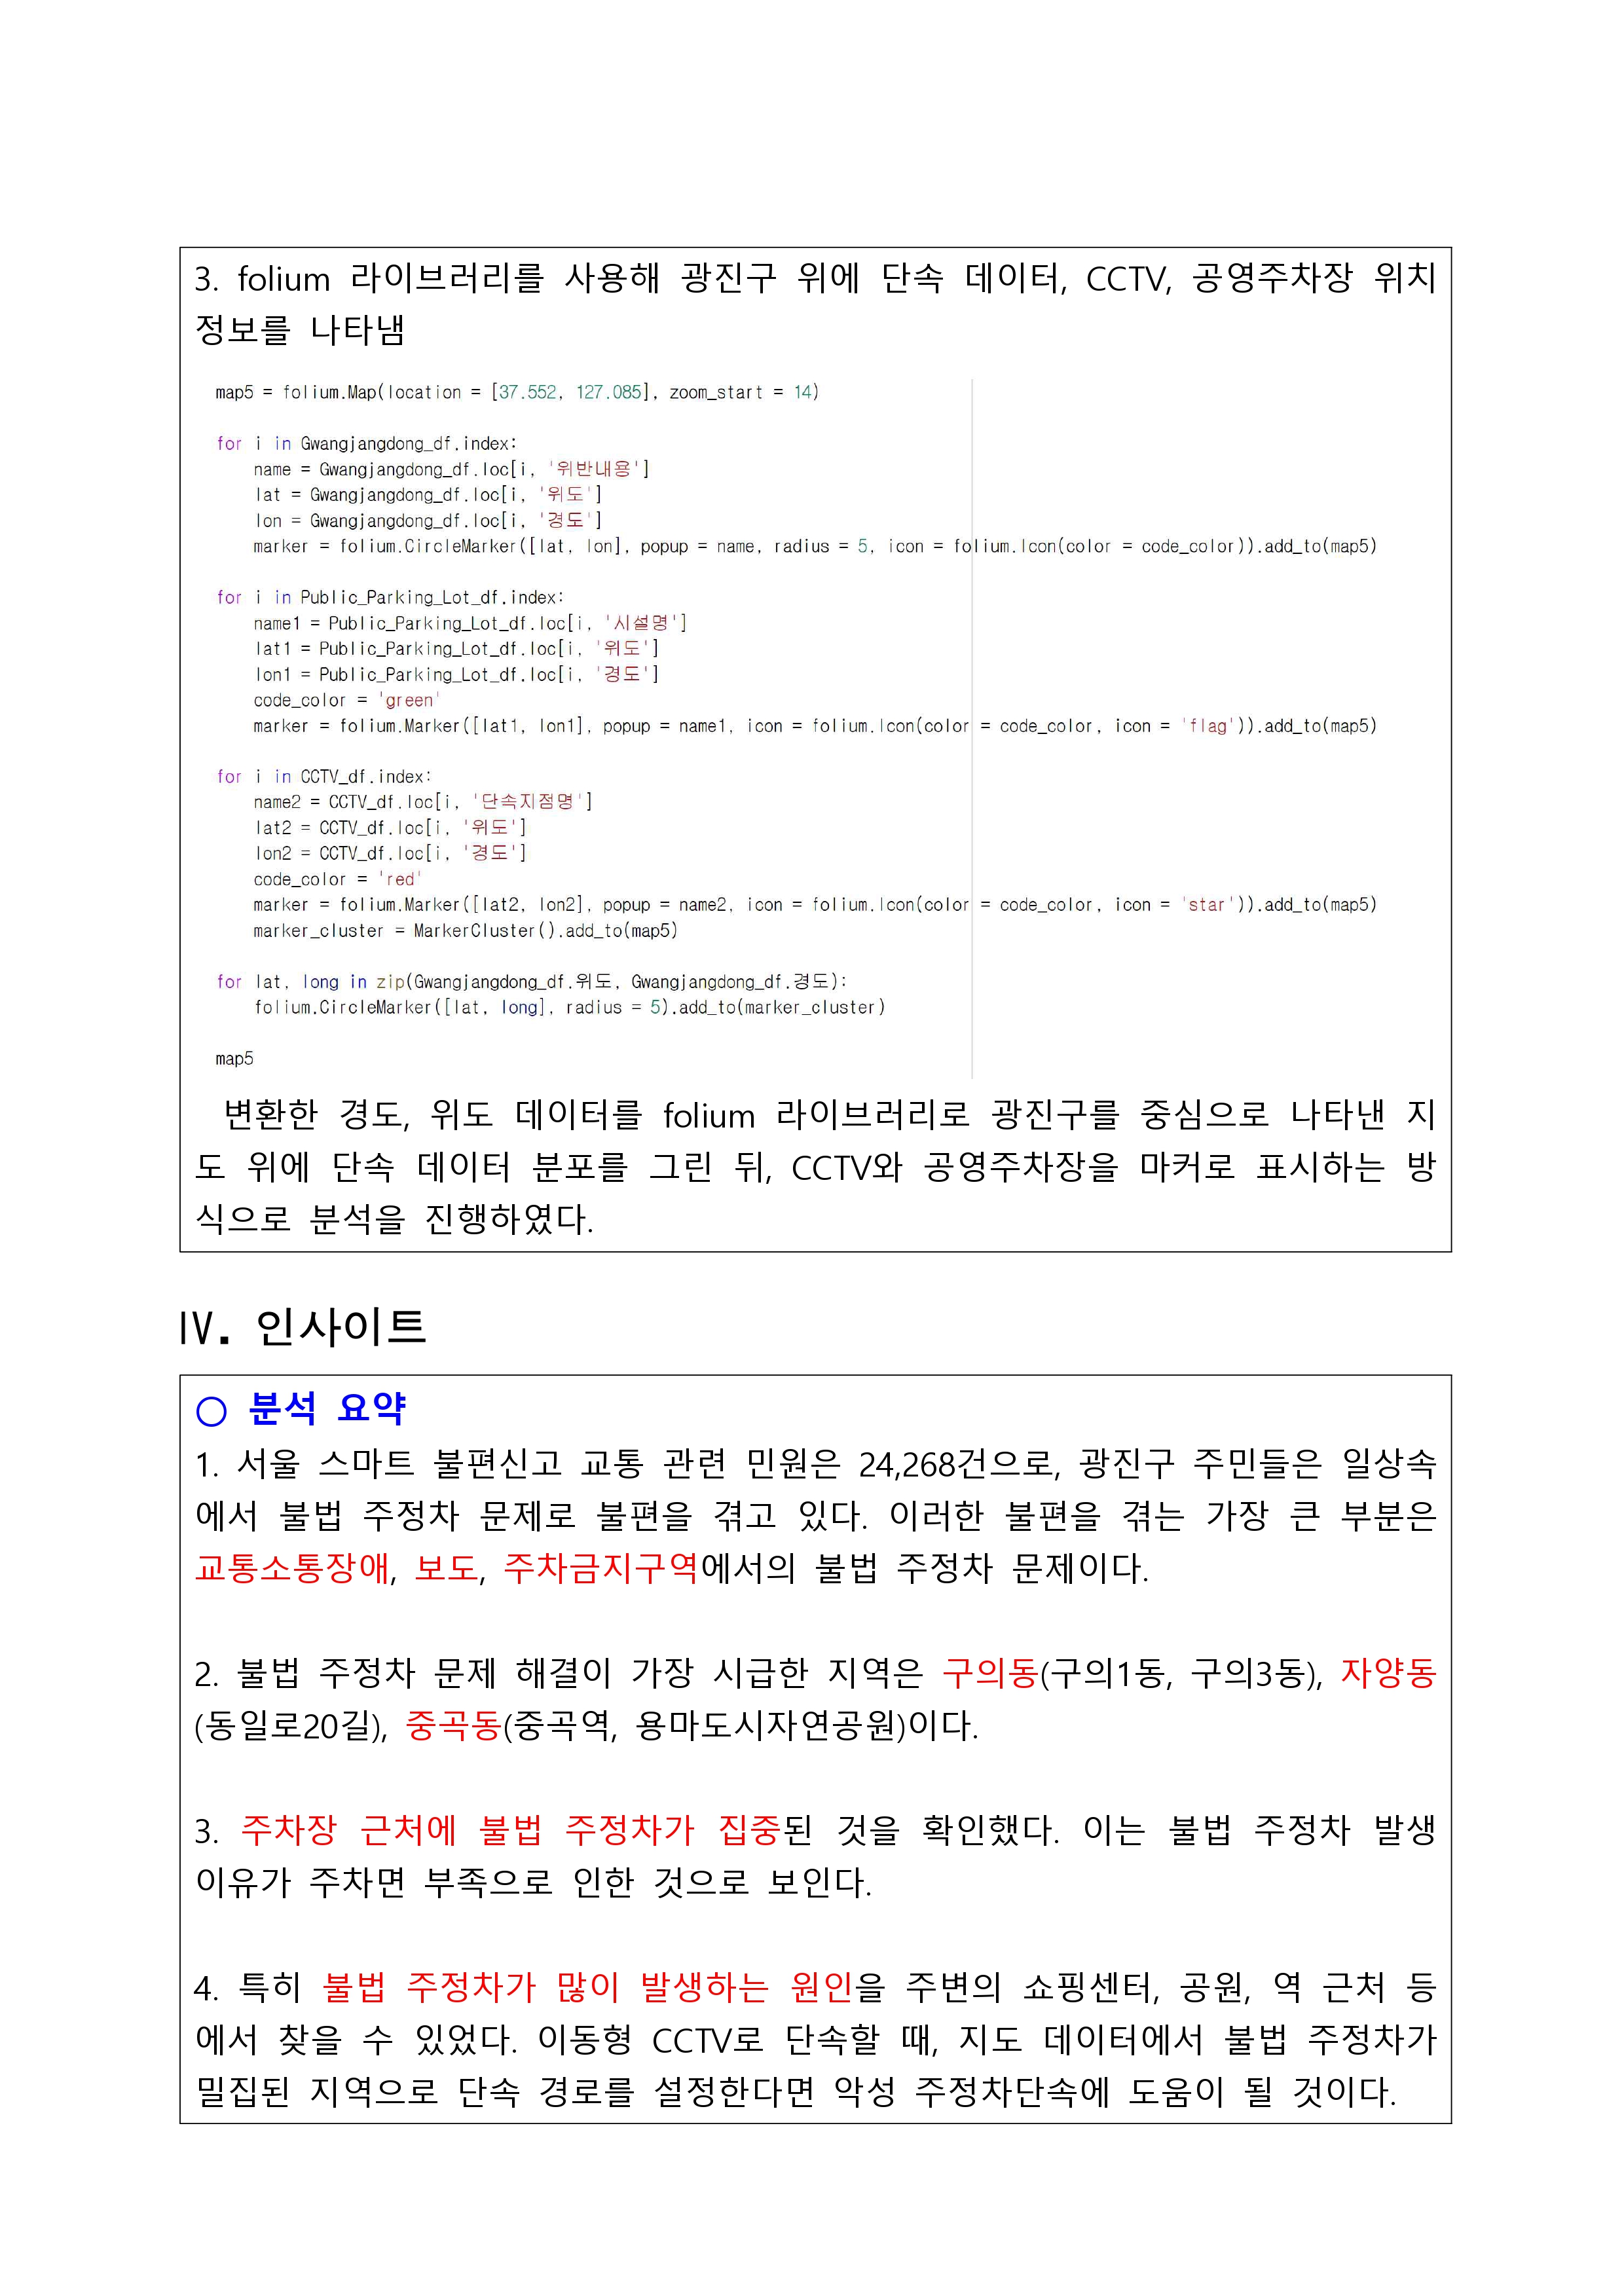 3. folium 라이브러리를 사용해 광진구 위에 단속 데이터, CCTV, 공영주차장 위치
정보를 나타냄
map5 = folium.Map(location = [37.552, 127.085], zoom_start = 14)
for i in Gwangjangdong_df.index:
    name = Gwangjangdong_df.loc[i, '위반내용']
    lat = Gwangjangdong_df.loc[i, '위도']
    lon = Gwangjangdong_df.loc[i, '경도']
    marker = folium.CircleMarker([lat, lon], popup = name, radius = 5, icon = folium.Icon(color = code_color)).add_to(map5)
for i in Public_Parking_Lot_df.index:
    name1 = Public_Parking_Lot_df.loc[i, '시설명']
    lat1 = Public_Parking_Lot_df.loc[i, '위도']
    lon1 = Public_Parking_Lot_df.loc[i, '경도']
    code_color = 'green'
    marker = folium.Marker([lat1, lon1], popup = name1, icon = folium.Icon(color = code_color, icon = 'flag')).add_to(map5)
for i in CCTV_df.index:
    name2 = CCTV_df.loc[i, '단속지점명']
    lat2 = CCTV_df.loc[i, '위도']
    lon2 = CCTV_df.loc[i, '경도']
    code_color = 'red'
    marker = folium.Marker([lat2, lon2], popup = name2, icon = folium.Icon(color = code_color, icon = 'star')).add_to(map5)
    marker_cluster = MarkerCluster().add_to(map5)
for lat, long in zip(Gwangjangdong_df.위도, Gwangjangdong_df.경도):
    folium.CircleMarker([lat, long], radius = 5).add_to(marker_cluster)
map5
변환한 경도, 위도 데이터를 folium 라이브러리로 광진구를 중심으로 나타낸 지
도 위에 단속 데이터 분포를 그린 뒤, CCTV와 공영주차장을 마커로 표시하는 방
식으로 분석을 진행하였다.
Ⅳ. 인사이트
○ 분석 요약
1. 서울 스마트 불편신고 교통 관련 민원은 24,268건으로, 광진구 주민들은 일상속
에서 불법 주정차 문제로 불편을 겪고 있다. 이러한 불편을 겪는 가장 큰 부분은
교통소통장애, 보도, 주차금지구역에서의 불법 주정차 문제이다.
2. 불법 주정차 문제 해결이 가장 시급한 지역은 구의동(구의1동, 구의3동), 자양동
(동일로20길), 중곡동(중곡역, 용마도시자연공원)이다.
3. 주차장 근처에 불법 주정차가 집중된 것을 확인했다. 이는 불법 주정차 발생
이유가 주차면 부족으로 인한 것으로 보인다.
4. 특히 불법 주정차가 많이 발생하는 원인을 주변의 쇼핑센터, 공원, 역 근처 등
에서 찾을 수 있었다. 이동형 CCTV로 단속할 때, 지도 데이터에서 불법 주정차가
밀집된 지역으로 단속 경로를 설정한다면 악성 주정차단속에 도움이 될 것이다.